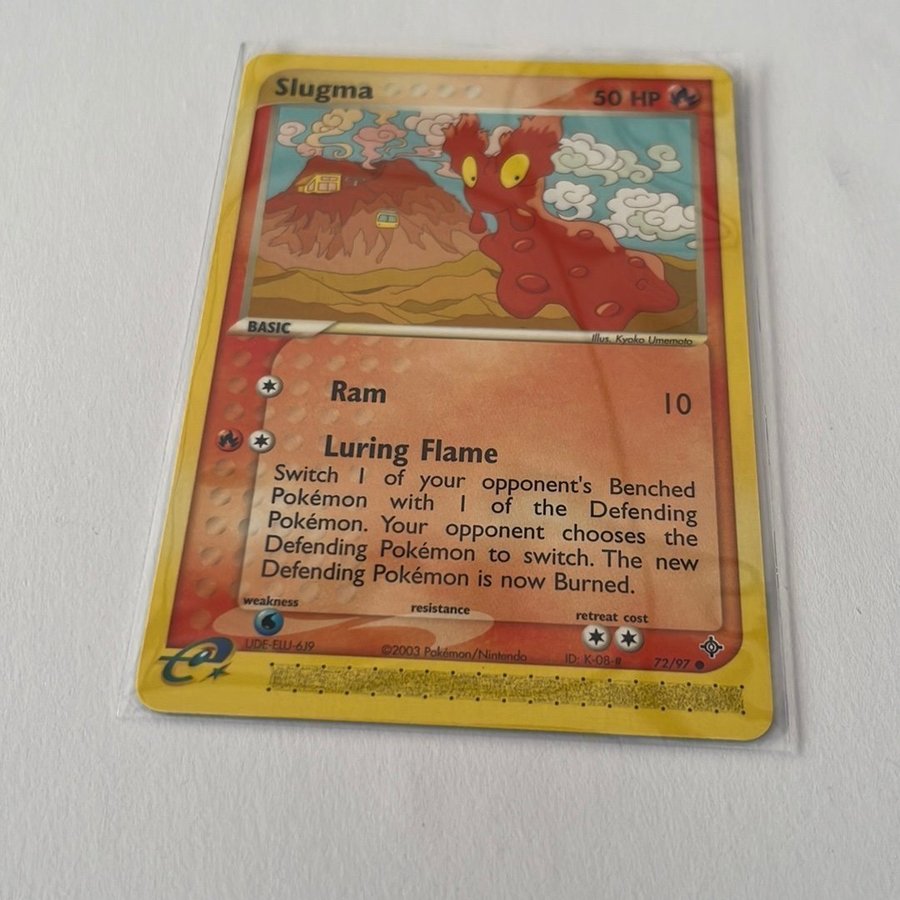 Slugma 50 HP
BASIC
Illus. Kyoko Umemoto
Ram 10
Luring Flame
Switch 1 of your opponent's Benched
Pokémon with 1 of the Defending
Pokémon. Your opponent chooses the
Defending Pokémon to switch. The new
Defending Pokémon is now Burned.
weakness resistance retreat cost
UDE-ELU-6J9 ©2003 Pokémon/Nintendo ID: K-08-# 72/97
e